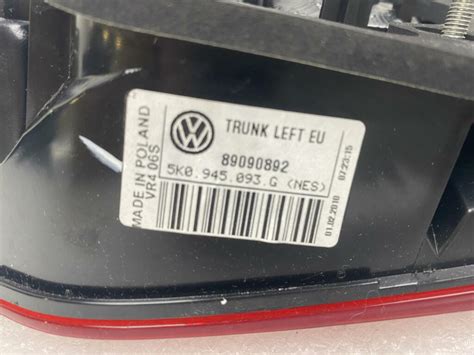 TRUNK LEFT EU
89090892
5K0.945.093.G (NES)
MADE IN POLAND
VR4.06S
07:23:15
01.02.2010